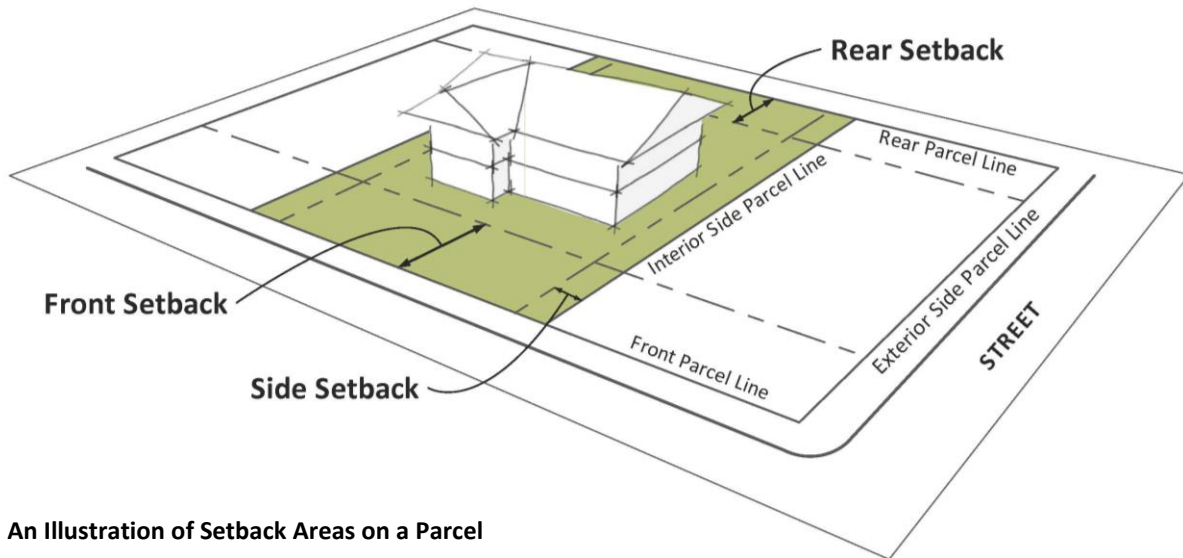 Rear Setback
Rear Parcel Line
Interior Side Parcel Line
Exterior Side Parcel Line
STREET
Front Setback
Front Parcel Line
Side Setback
An Illustration of Setback Areas on a Parcel